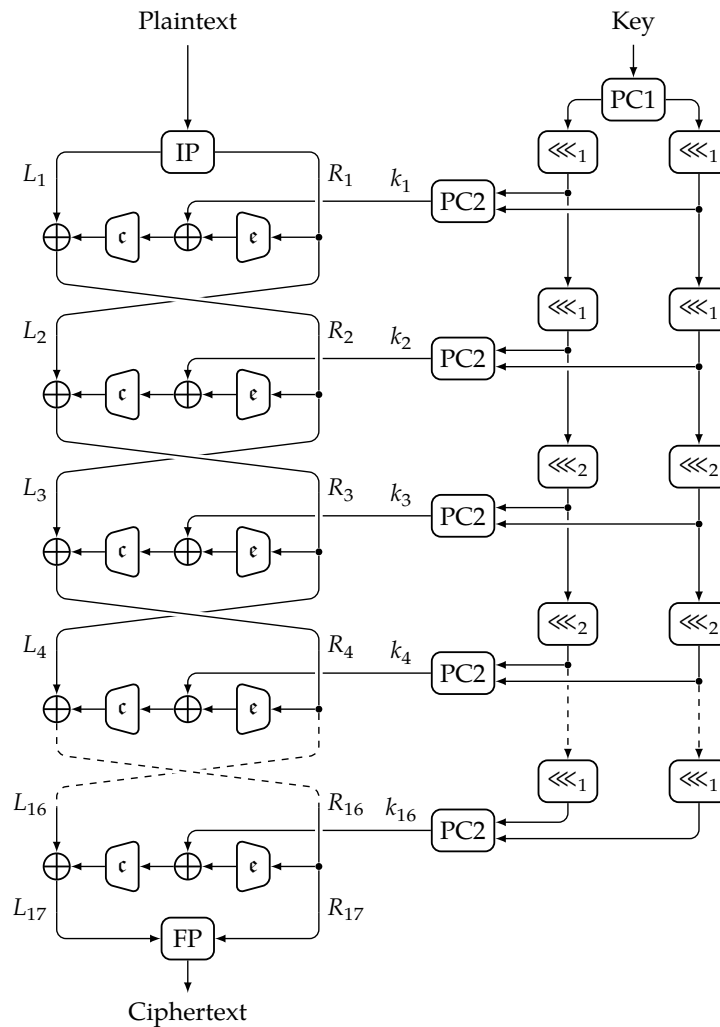 Plaintext Key
PC1
IP ⋘₁ ⋘₁
L₁ R₁ k₁ PC2
𝔠 𝔢
⋘₁ ⋘₁
L₂ R₂ k₂ PC2
𝔠 𝔢
⋘₂ ⋘₂
L₃ R₃ k₃ PC2
𝔠 𝔢
⋘₂ ⋘₂
L₄ R₄ k₄ PC2
𝔠 𝔢
⋘₁ ⋘₁
L₁₆ R₁₆ k₁₆ PC2
𝔠 𝔢
L₁₇ R₁₇
FP
Ciphertext